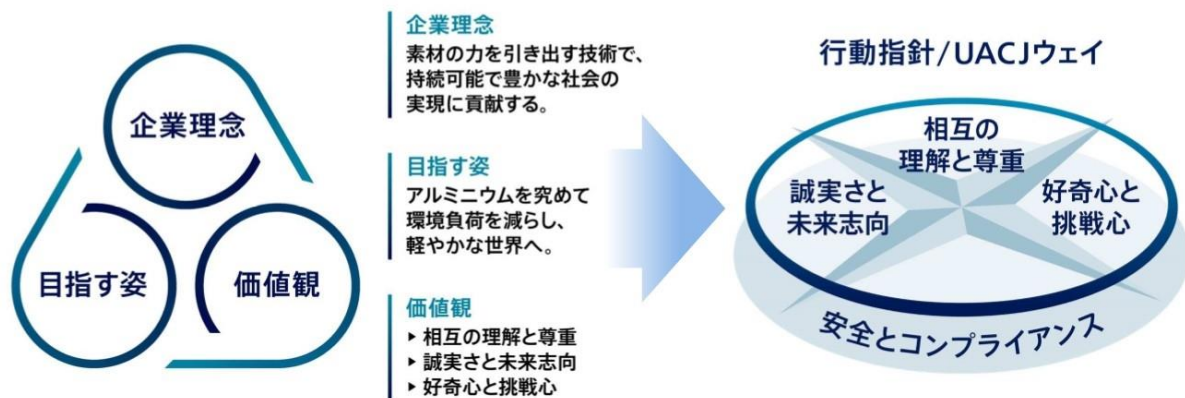 企業理念
目指す姿
価値観
企業理念
素材の力を引き出す技術で、
持続可能で豊かな社会の
実現に貢献する。
目指す姿
アルミニウムを究めて
環境負荷を減らし、
軽やかな世界へ。
価値観
▶ 相互の理解と尊重
▶ 誠実さと未来志向
▶ 好奇心と挑戦心
行動指針/UACJウェイ
相互の
理解と尊重
誠実さと
未来志向
好奇心と
挑戦心
安全とコンプライアンス